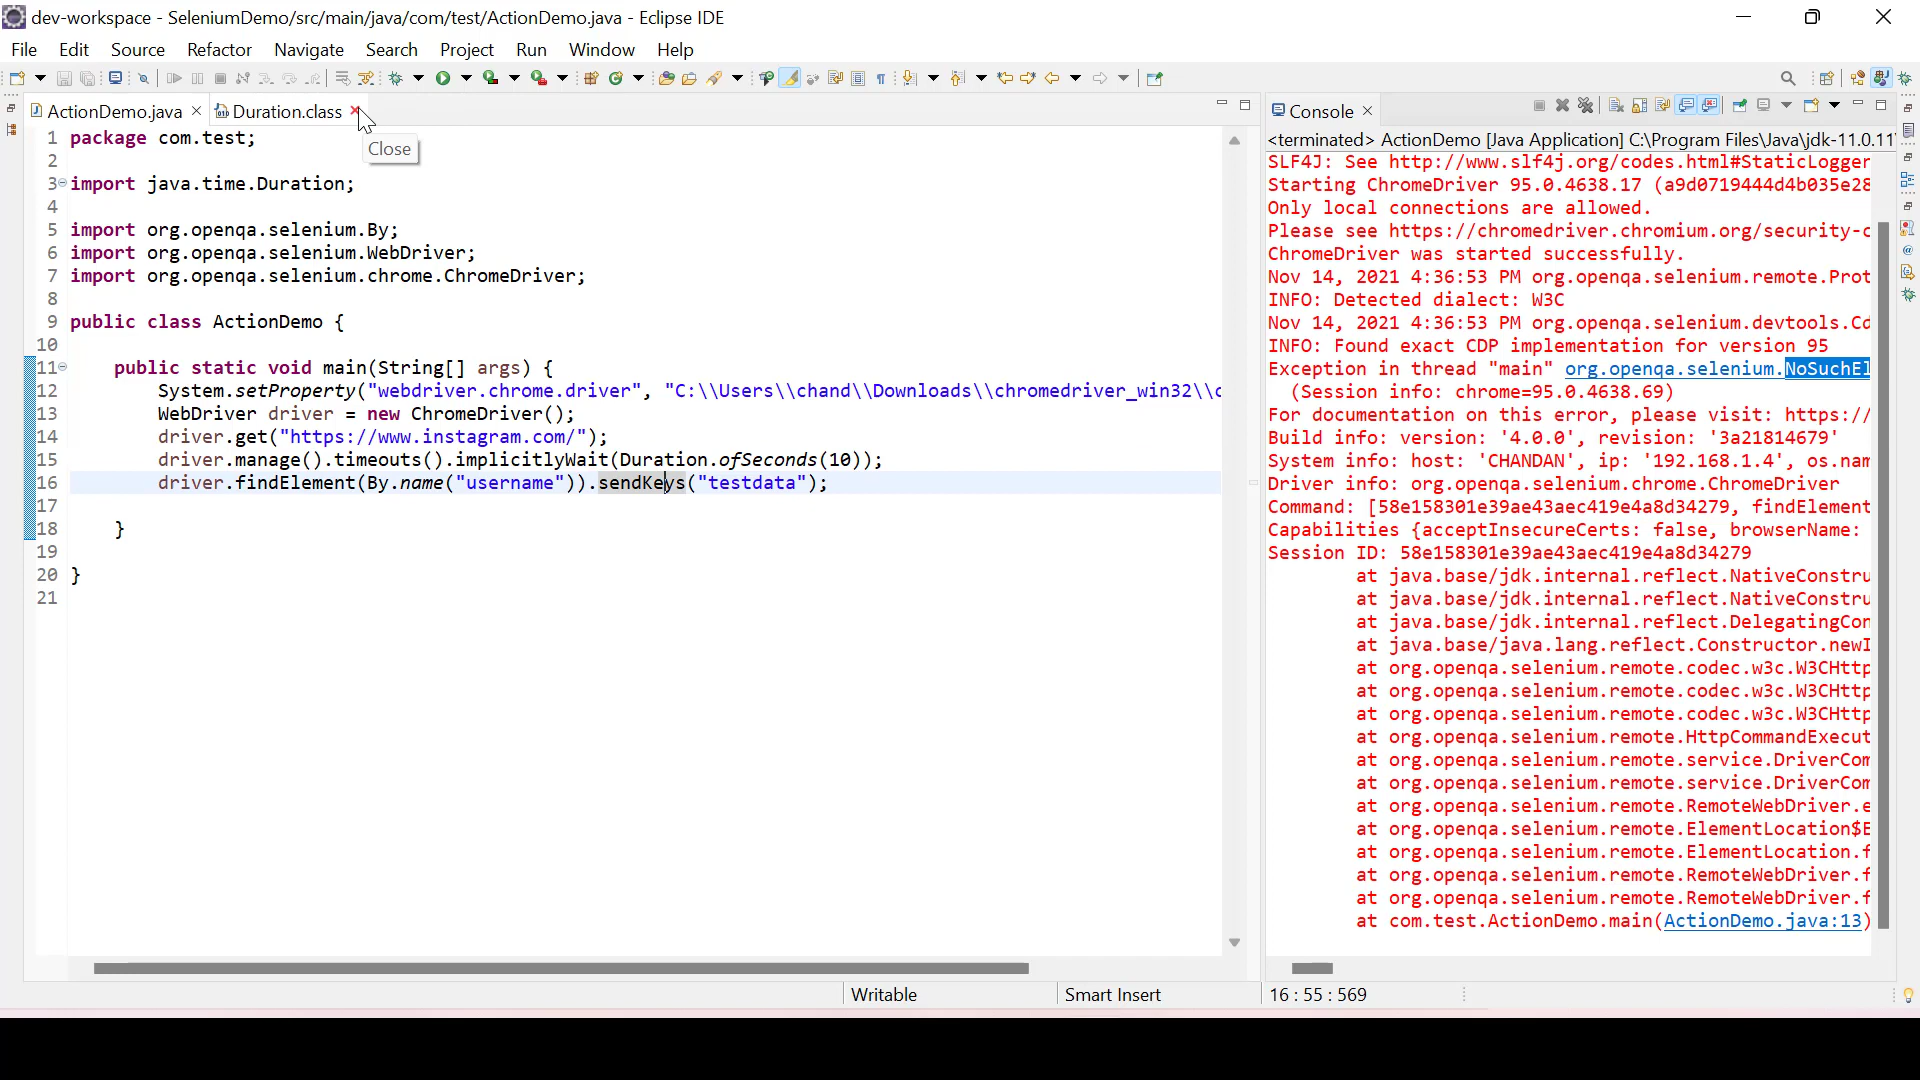 dev-workspace - SeleniumDemo/src/main/java/com/test/ActionDemo.java - Eclipse IDE
File Edit Source Refactor Navigate Search Project Run Window Help
ActionDemo.java Duration.class
Close
1 package com.test;
2
3 import java.time.Duration;
4
5 import org.openqa.selenium.By;
6 import org.openqa.selenium.WebDriver;
7 import org.openqa.selenium.chrome.ChromeDriver;
8
9 public class ActionDemo {
10
11 public static void main(String[] args) {
12 System.setProperty("webdriver.chrome.driver", "C:\\Users\\chand\\Downloads\\chromedriver_win32\\c
13 WebDriver driver = new ChromeDriver();
14 driver.get("https://www.instagram.com/");
15 driver.manage().timeouts().implicitlyWait(Duration.ofSeconds(10));
16 driver.findElement(By.name("username")).sendKeys("testdata");
17
18 }
19
20 }
21
Console
<terminated> ActionDemo [Java Application] C:\Program Files\Java\jdk-11.0.11
SLF4J: See http://www.slf4j.org/codes.html#StaticLogger
Starting ChromeDriver 95.0.4638.17 (a9d0719444d4b035e28
Only local connections are allowed.
Please see https://chromedriver.chromium.org/security-c
ChromeDriver was started successfully.
Nov 14, 2021 4:36:53 PM org.openqa.selenium.remote.Prot
INFO: Detected dialect: W3C
Nov 14, 2021 4:36:53 PM org.openqa.selenium.devtools.Cd
INFO: Found exact CDP implementation for version 95
Exception in thread "main" org.openqa.selenium.NoSuchEl
(Session info: chrome=95.0.4638.69)
For documentation on this error, please visit: https://
Build info: version: '4.0.0', revision: '3a21814679'
System info: host: 'CHANDAN', ip: '192.168.1.4', os.nam
Driver info: org.openqa.selenium.chrome.ChromeDriver
Command: [58e158301e39ae43aec419e4a8d34279, findElement
Capabilities {acceptInsecureCerts: false, browserName:
Session ID: 58e158301e39ae43aec419e4a8d34279
at java.base/jdk.internal.reflect.NativeConstru
at java.base/jdk.internal.reflect.NativeConstru
at java.base/jdk.internal.reflect.DelegatingCon
at java.base/java.lang.reflect.Constructor.newI
at org.openqa.selenium.remote.codec.w3c.W3CHttp
at org.openqa.selenium.remote.codec.w3c.W3CHttp
at org.openqa.selenium.remote.codec.w3c.W3CHttp
at org.openqa.selenium.remote.HttpCommandExecut
at org.openqa.selenium.remote.service.DriverCom
at org.openqa.selenium.remote.service.DriverCom
at org.openqa.selenium.remote.RemoteWebDriver.e
at org.openqa.selenium.remote.ElementLocation$E
at org.openqa.selenium.remote.ElementLocation.f
at org.openqa.selenium.remote.RemoteWebDriver.f
at org.openqa.selenium.remote.RemoteWebDriver.f
at com.test.ActionDemo.main(ActionDemo.java:13)
Writable Smart Insert 16 : 55 : 569